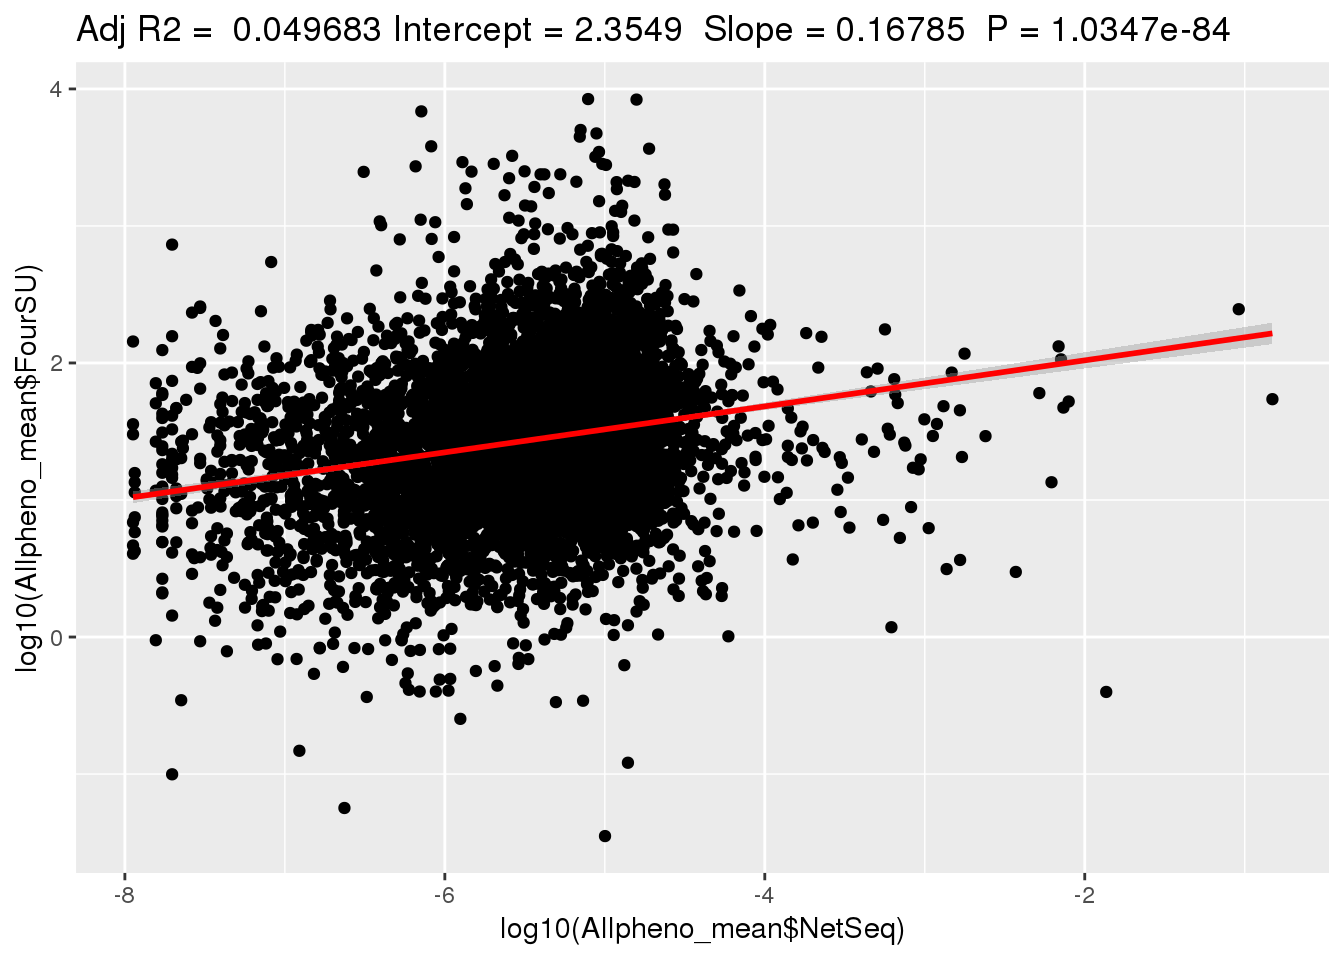 Adj R2 =  0.049683 Intercept = 2.3549  Slope = 0.16785  P = 1.0347e-84
log10(Allpheno_mean$FourSU)
4
2
0
-8
-6
-4
-2
log10(Allpheno_mean$NetSeq)